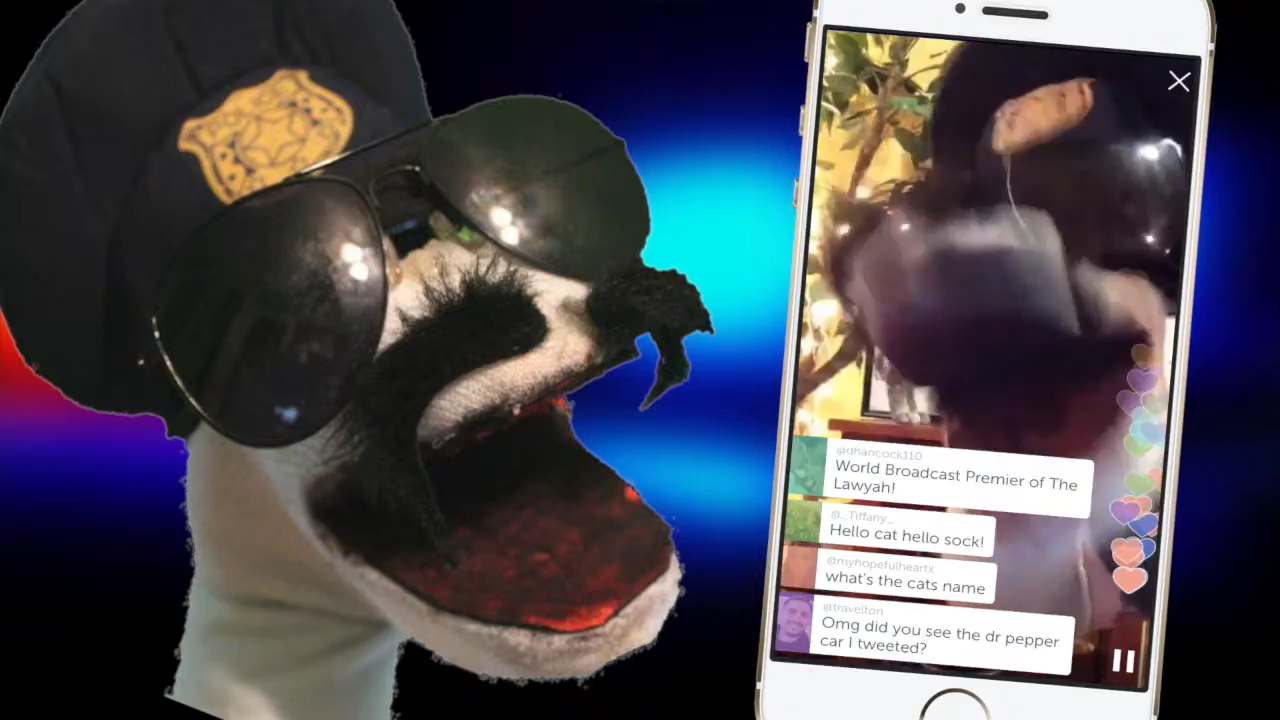 @dhancock110
World Broadcast Premier of The
Lawyah!
@_Tiffany_
Hello cat hello sock!
@myhopefulheartx
what's the cats name
@travelton
Omg did you see the dr pepper
car I tweeted?